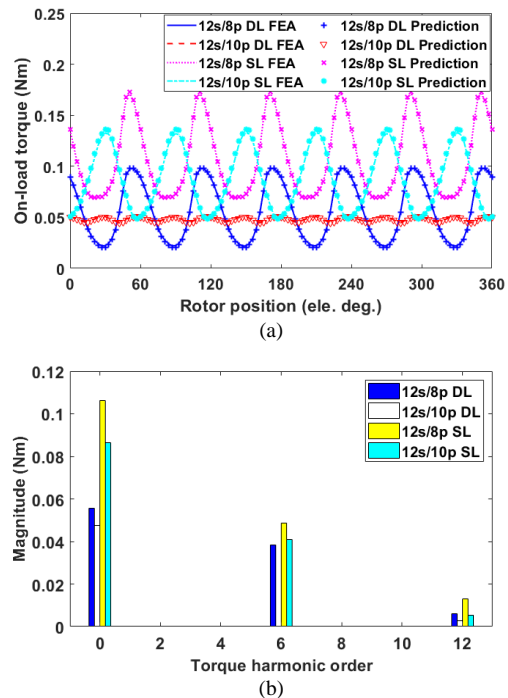 12s/8p DL FEA
12s/8p DL Prediction
12s/10p DL FEA
12s/10p DL Prediction
12s/8p SL FEA
12s/8p SL Prediction
12s/10p SL FEA
12s/10p SL Prediction
On-load torque (Nm)
0.25
0.2
0.15
0.1
0.05
0
0 60 120 180 240 300 360
Rotor position (ele. deg.)
(a)
12s/8p DL
12s/10p DL
12s/8p SL
12s/10p SL
Magnitude (Nm)
0.12
0.1
0.08
0.06
0.04
0.02
0
0 2 4 6 8 10 12
Torque harmonic order
(b)